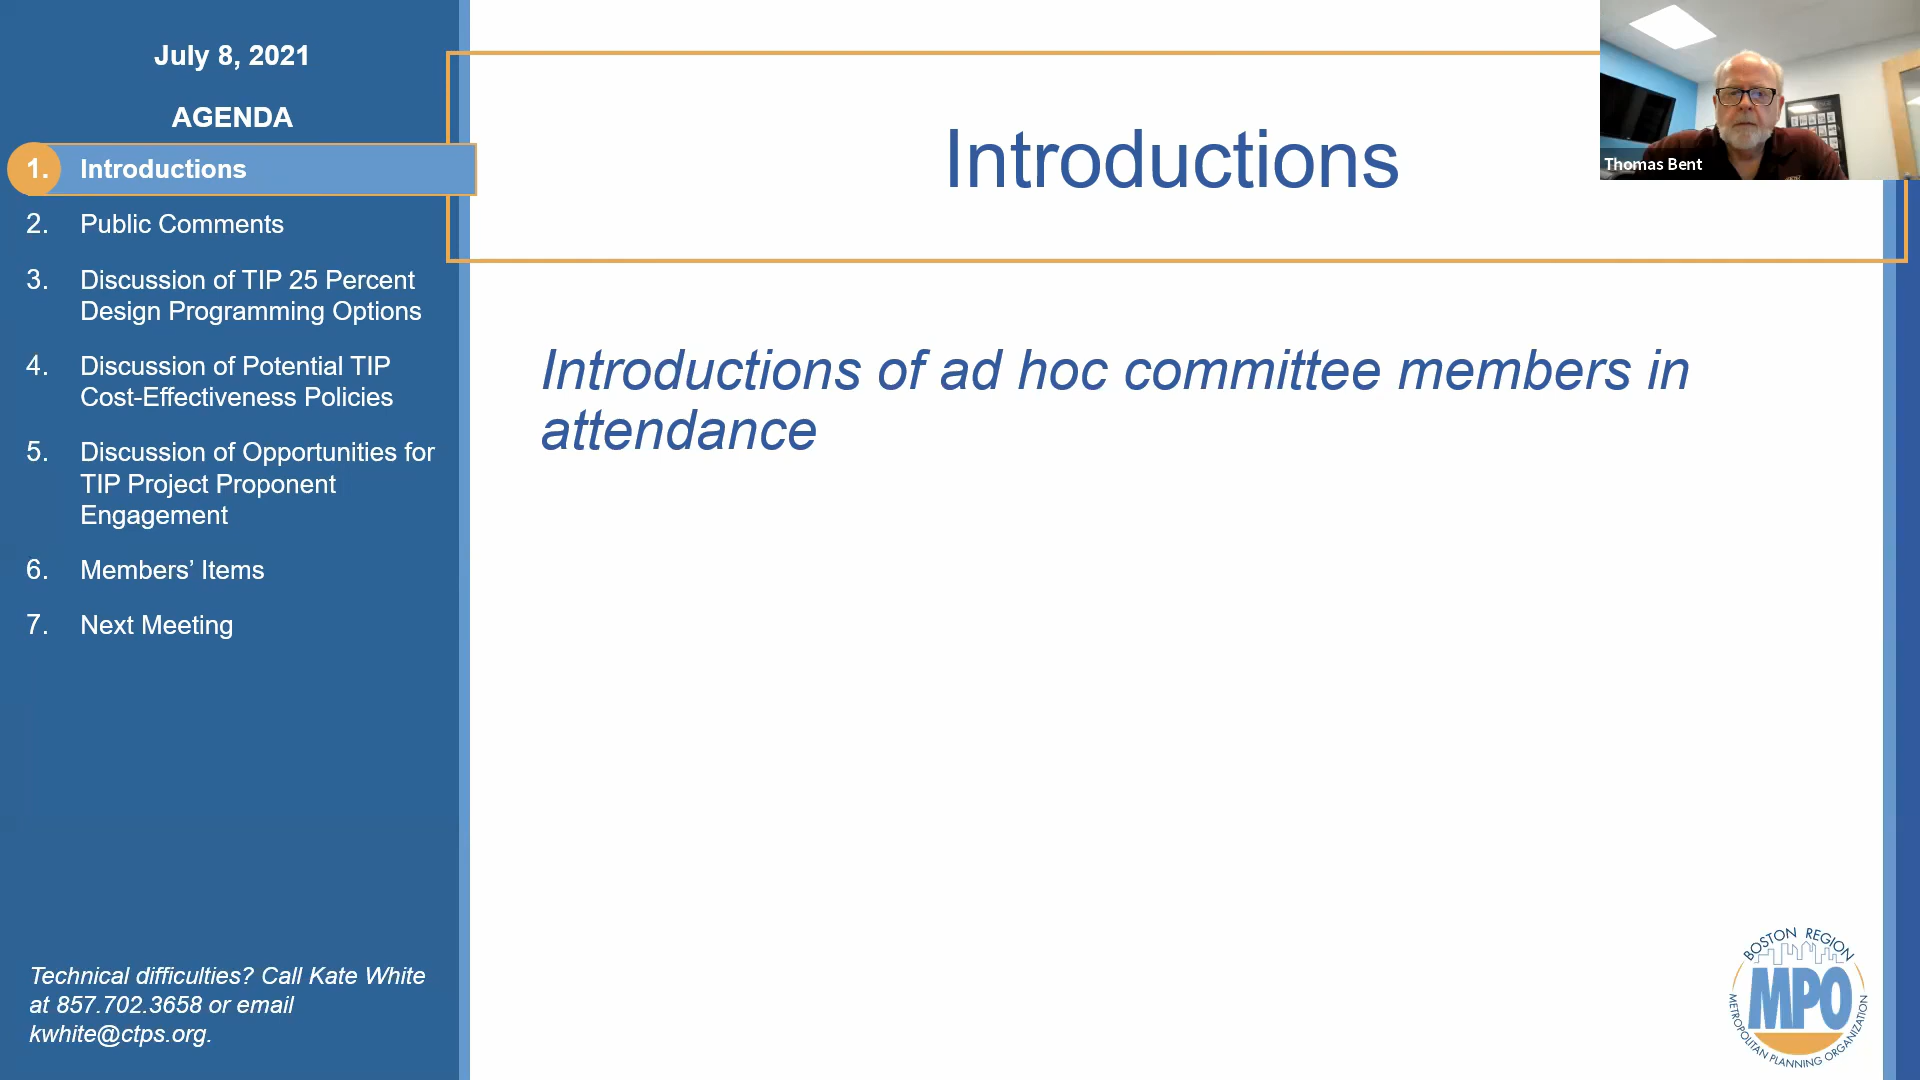 July 8, 2021
AGENDA
1. Introductions
2. Public Comments
3. Discussion of TIP 25 Percent
Design Programming Options
4. Discussion of Potential TIP
Cost-Effectiveness Policies
5. Discussion of Opportunities for
TIP Project Proponent
Engagement
6. Members’ Items
7. Next Meeting
Technical difficulties? Call Kate White
at 857.702.3658 or email
kwhite@ctps.org.
Introductions
Introductions of ad hoc committee members in
attendance
Thomas Bent
BOSTON REGION
MPO
METROPOLITAN PLANNING ORGANIZATION